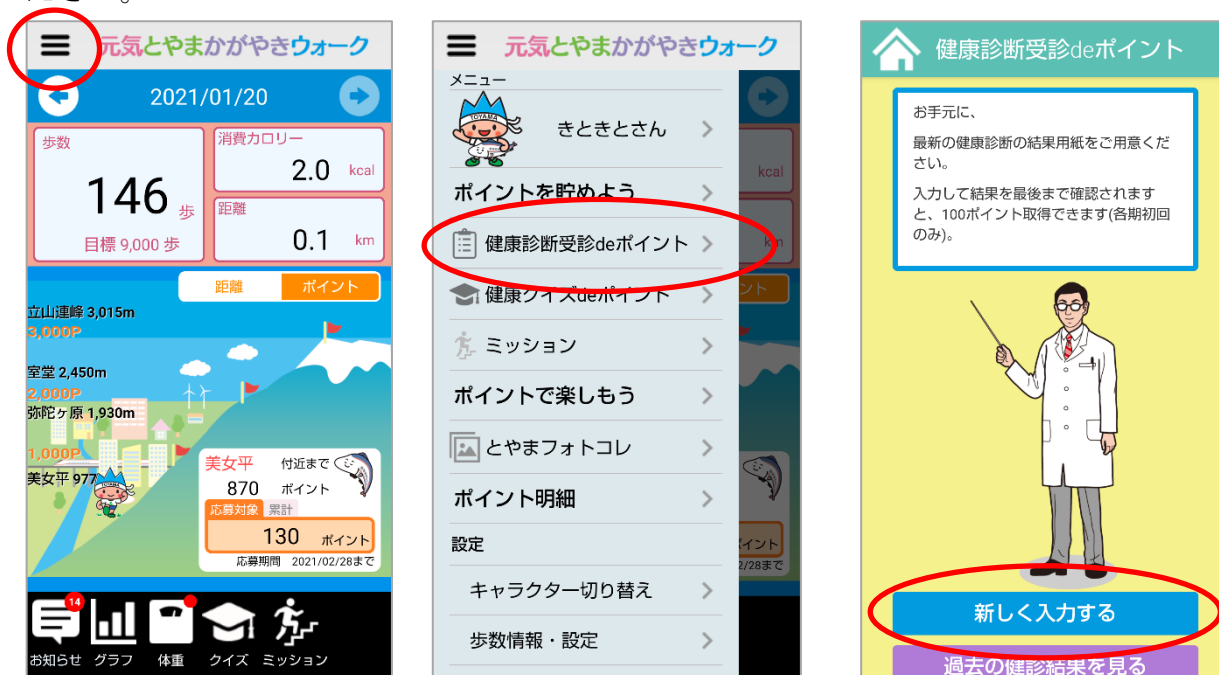 元気とやまかがやきウォーク
2021/01/20
歩数
146 歩
目標 9,000 歩
消費カロリー
2.0 kcal
距離
0.1 km
距離 ポイント
立山連峰 3,015m
3,000P
室堂 2,450m
2,000P
弥陀ヶ原 1,930m
1,000P
美女平 977
美女平 付近まで
870 ポイント
応募対象 累計
130 ポイント
応募期間 2021/02/28まで
14
お知らせ グラフ 体重 クイズ ミッション
元気とやまかがやきウォーク
メニュー
TOYAMA
きときとさん
ポイントを貯めよう
健康診断受診deポイント
健康クイズdeポイント
ミッション
ポイントで楽しもう
とやまフォトコレ
ポイント明細
設定
キャラクター切り替え
歩数情報・設定
kcal
km
ント
イント
2/28まで
健康診断受診deポイント
お手元に、
最新の健康診断の結果用紙をご用意くだ
さい。
入力して結果を最後まで確認されます
と、100ポイント取得できます(各期初回
のみ)。
新しく入力する
過去の健診結果を見る